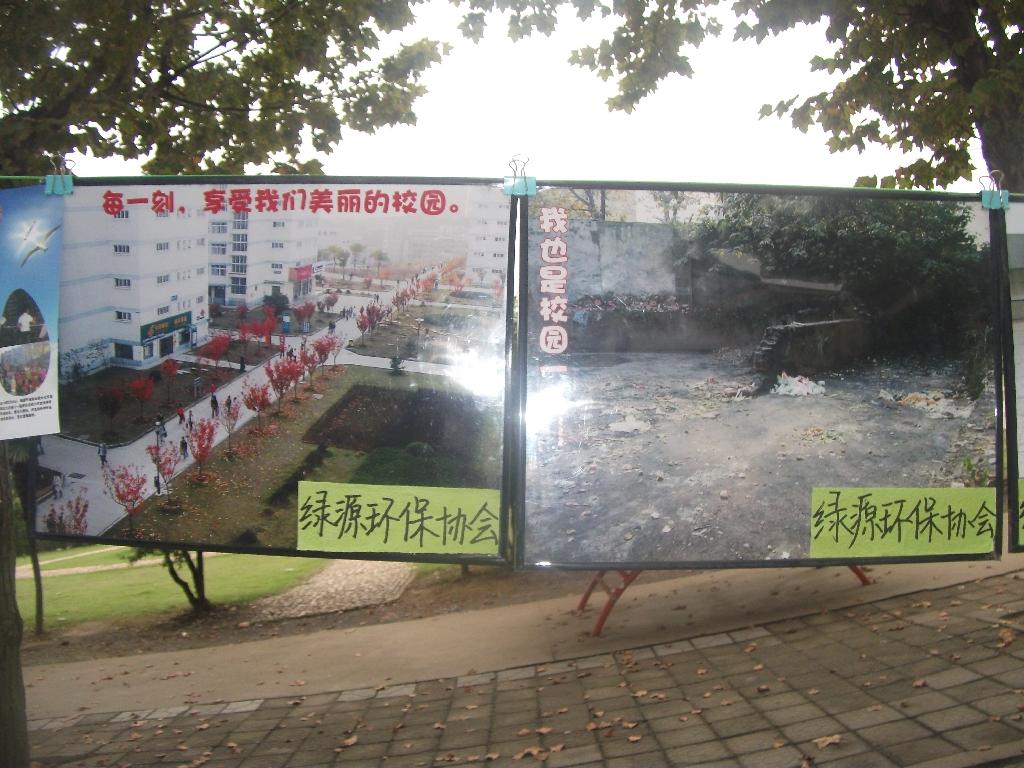 每一刻，享受我们美丽的校园。
绿源环保协会
我也是校园
绿源环保协会